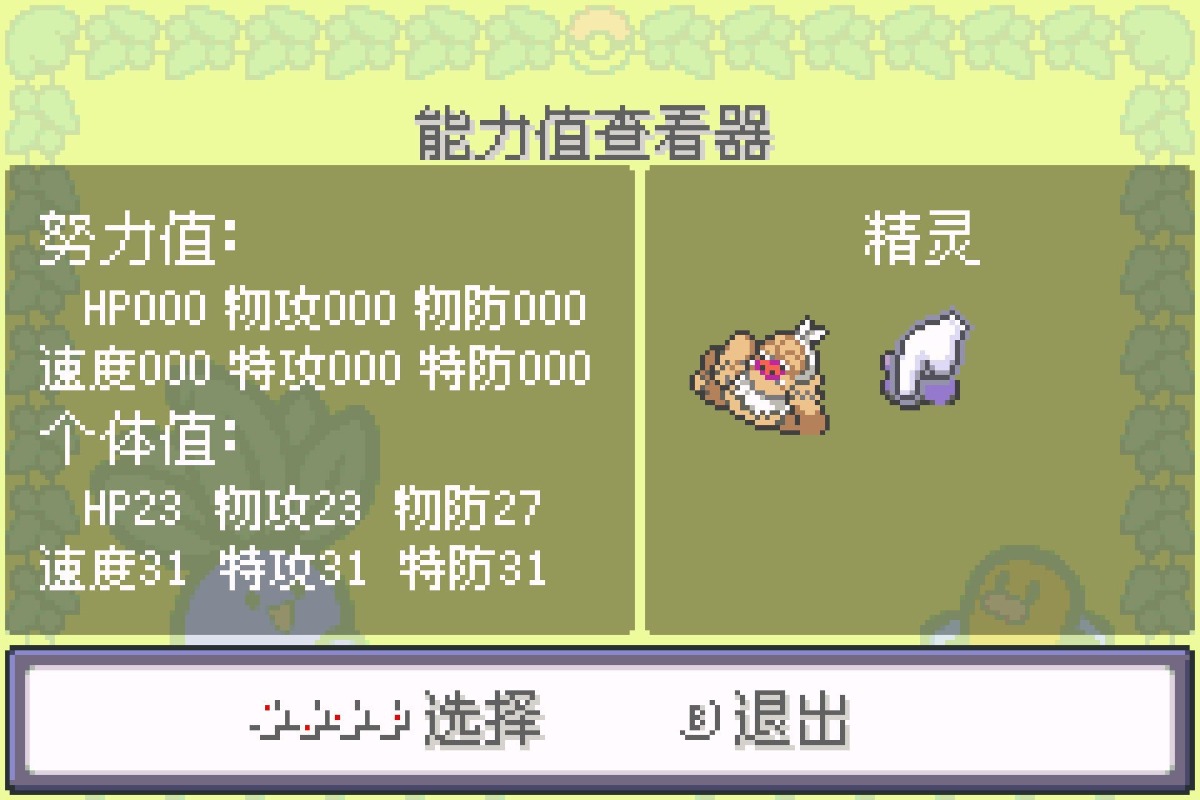 能力值查看器
努力值:
HP000 物攻000 物防000
速度000 特攻000 特防000
个体值:
HP23 物攻23 物防27
速度31 特攻31 特防31
精灵
选择 B 退出